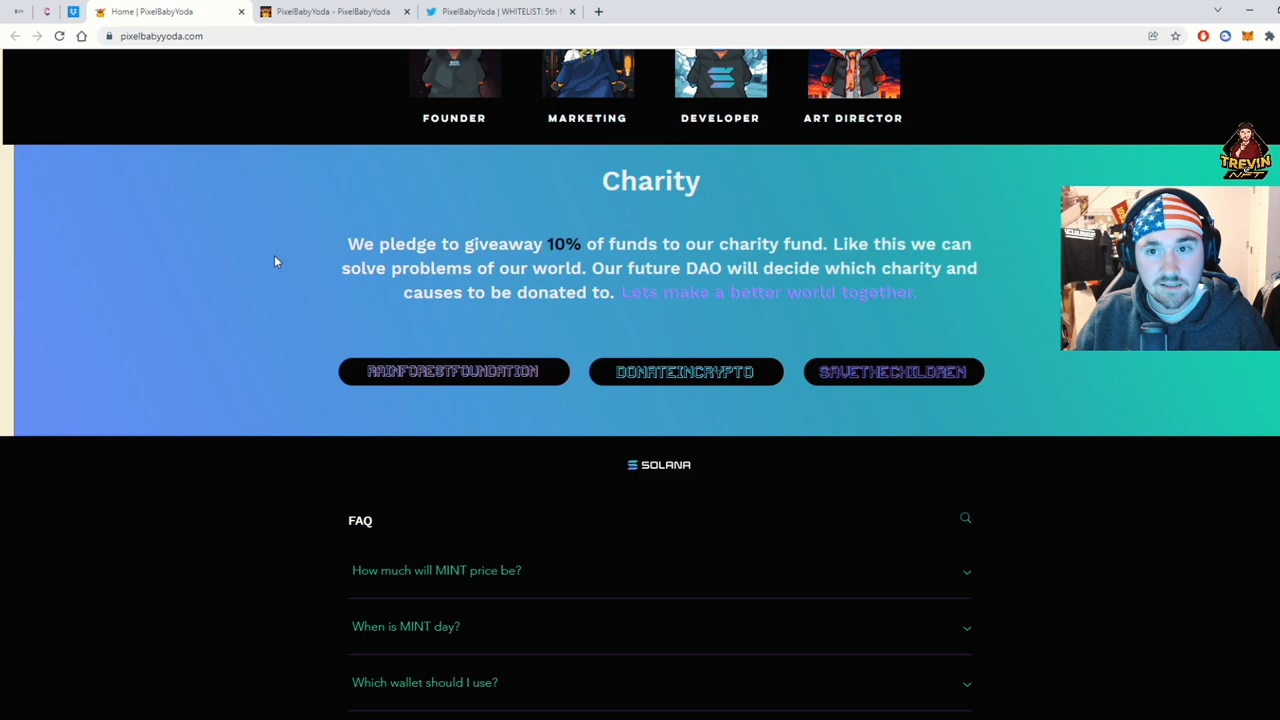 Home | PixelBabyYoda
PixelBabyYoda - PixelBabyYoda
PixelBabyYoda | WHITELIST: 5th
pixelbabyyoda.com
FOUNDER
MARKETING
DEVELOPER
ART DIRECTOR
TREVIN
NFT
Charity
We pledge to giveaway 10% of funds to our charity fund. Like this we can
solve problems of our world. Our future DAO will decide which charity and
causes to be donated to. Lets make a better world together.
RAINFORESTFOUNDATION
DONATEINCRYPTO
SAVETHECHILDREN
SOLANA
FAQ
How much will MINT price be?
When is MINT day?
Which wallet should I use?